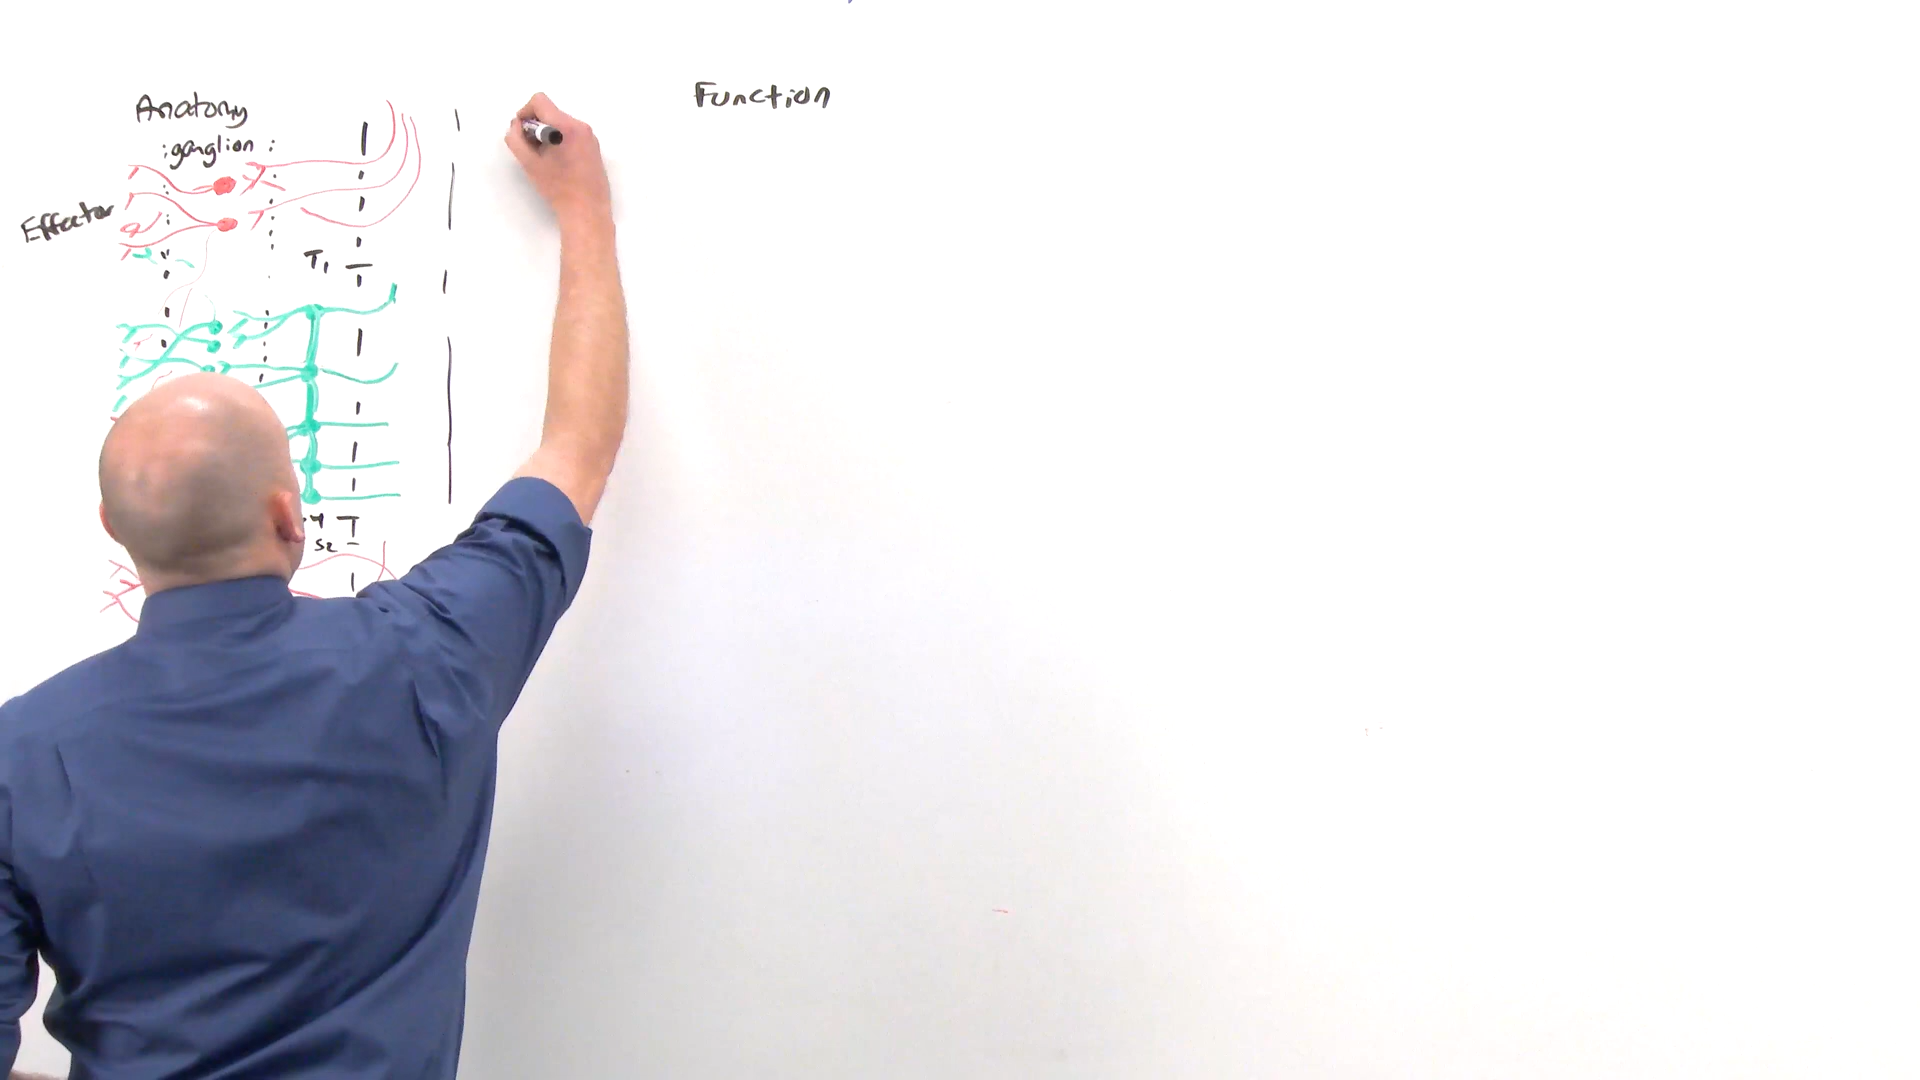 Anatomy
Function
ganglion
Effector
T1
S2